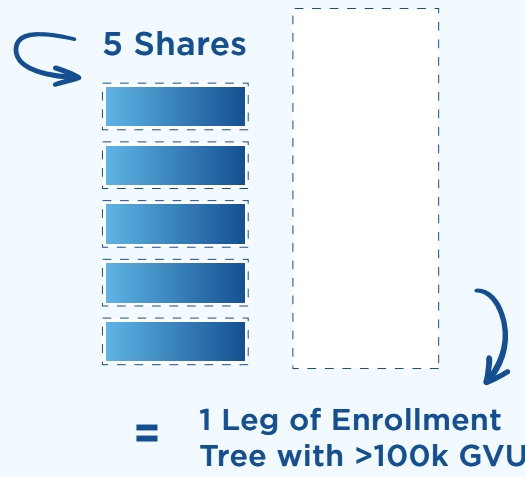 5 Shares
= 1 Leg of Enrollment
Tree with >100k GVU